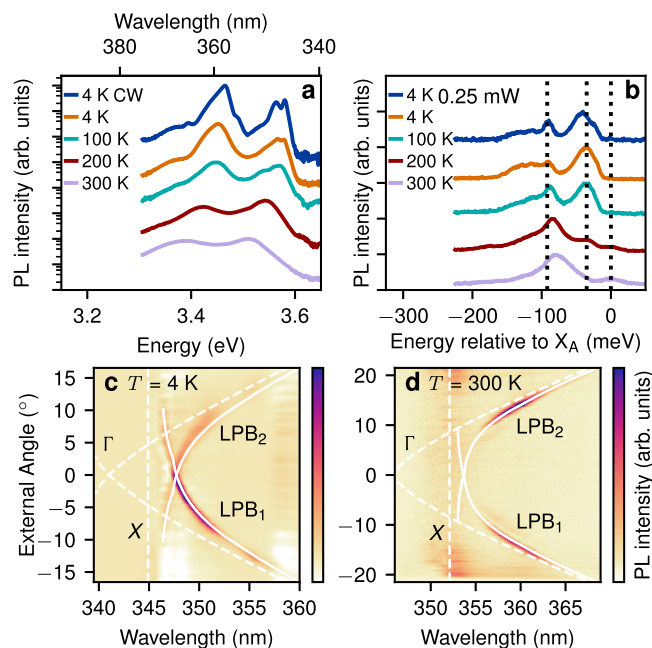 Wavelength (nm)
380 360 340
PL intensity (arb. units)
a
4 K CW
4 K
100 K
200 K
300 K
3.2 3.4 3.6
Energy (eV)
PL intensity (arb. units)
b
4 K 0.25 mW
4 K
100 K
200 K
300 K
−300 −200 −100 0
Energy relative to X_A (meV)
c T = 4 K
External Angle (°)
15
10
5
0
−5
−10
−15
Γ
X
LPB₂
LPB₁
340 345 350 355 360
Wavelength (nm)
d T = 300 K
20
10
0
−10
−20
Γ
X
LPB₂
LPB₁
350 360
Wavelength (nm)
PL intensity (arb. units)